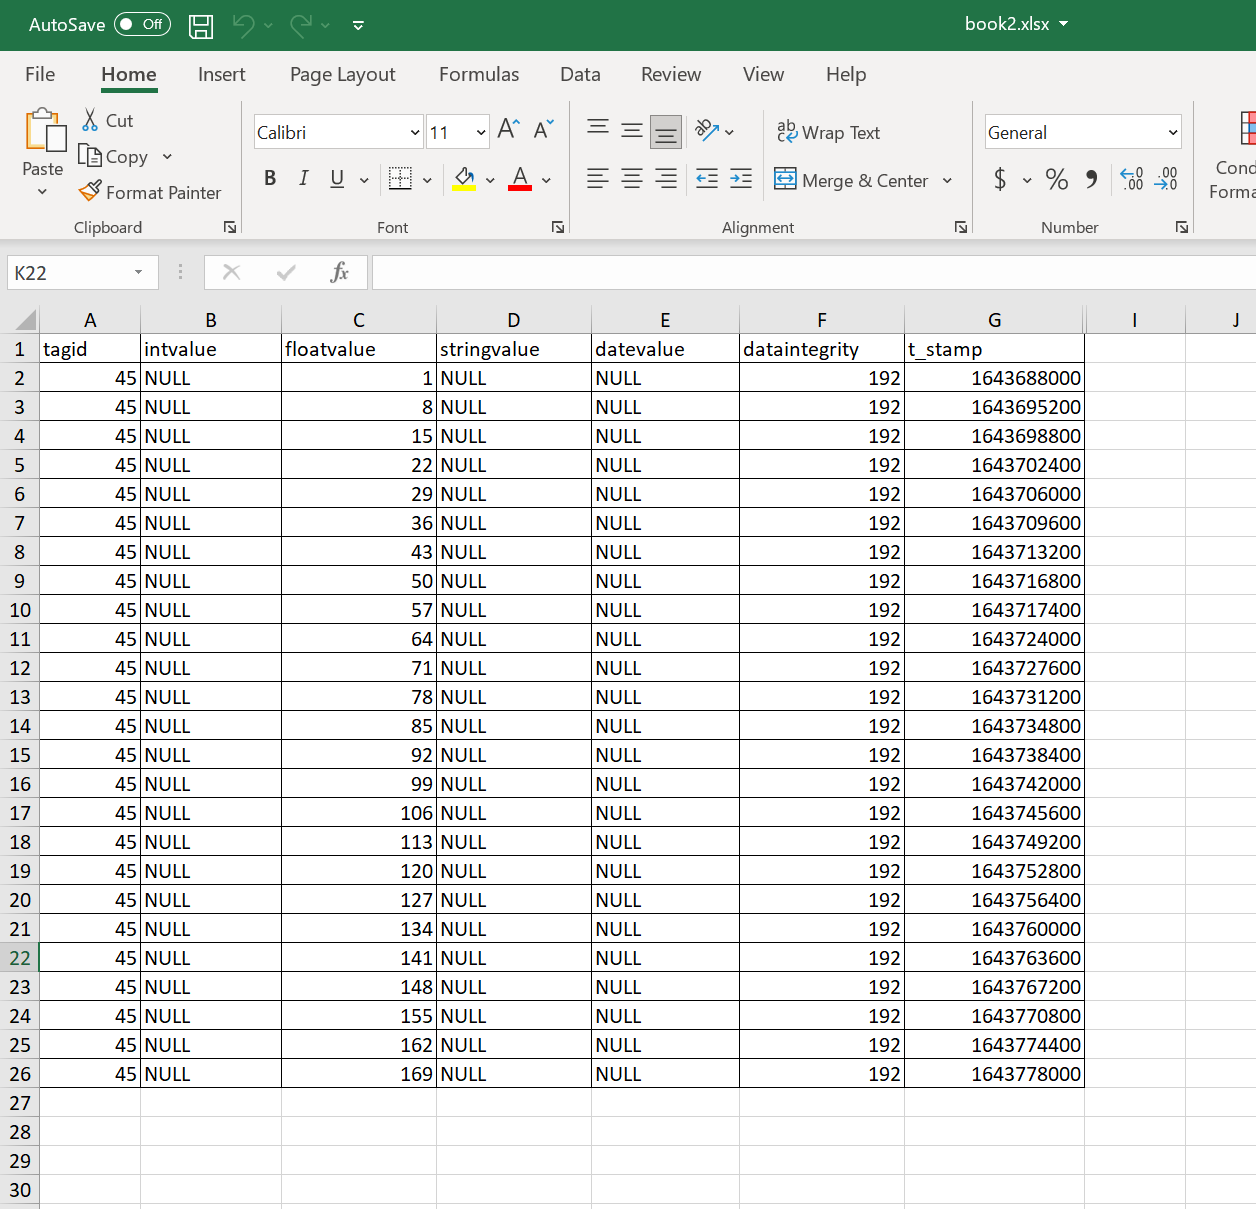 AutoSave Off book2.xlsx
File Home Insert Page Layout Formulas Data Review View Help
Paste
Cut
Copy
Format Painter
Clipboard
Calibri 11
B I U A
Font
ab Wrap Text
Merge & Center
Alignment
General
$ % 9 .00 .00
Number
Cond
Forma
K22 fx
A B C D E F G I J
1 tagid intvalue floatvalue stringvalue datevalue dataintegrity t_stamp
2 45 NULL 1 NULL NULL 192 1643688000
3 45 NULL 8 NULL NULL 192 1643695200
4 45 NULL 15 NULL NULL 192 1643698800
5 45 NULL 22 NULL NULL 192 1643702400
6 45 NULL 29 NULL NULL 192 1643706000
7 45 NULL 36 NULL NULL 192 1643709600
8 45 NULL 43 NULL NULL 192 1643713200
9 45 NULL 50 NULL NULL 192 1643716800
10 45 NULL 57 NULL NULL 192 1643717400
11 45 NULL 64 NULL NULL 192 1643724000
12 45 NULL 71 NULL NULL 192 1643727600
13 45 NULL 78 NULL NULL 192 1643731200
14 45 NULL 85 NULL NULL 192 1643734800
15 45 NULL 92 NULL NULL 192 1643738400
16 45 NULL 99 NULL NULL 192 1643742000
17 45 NULL 106 NULL NULL 192 1643745600
18 45 NULL 113 NULL NULL 192 1643749200
19 45 NULL 120 NULL NULL 192 1643752800
20 45 NULL 127 NULL NULL 192 1643756400
21 45 NULL 134 NULL NULL 192 1643760000
22 45 NULL 141 NULL NULL 192 1643763600
23 45 NULL 148 NULL NULL 192 1643767200
24 45 NULL 155 NULL NULL 192 1643770800
25 45 NULL 162 NULL NULL 192 1643774400
26 45 NULL 169 NULL NULL 192 1643778000
27
28
29
30